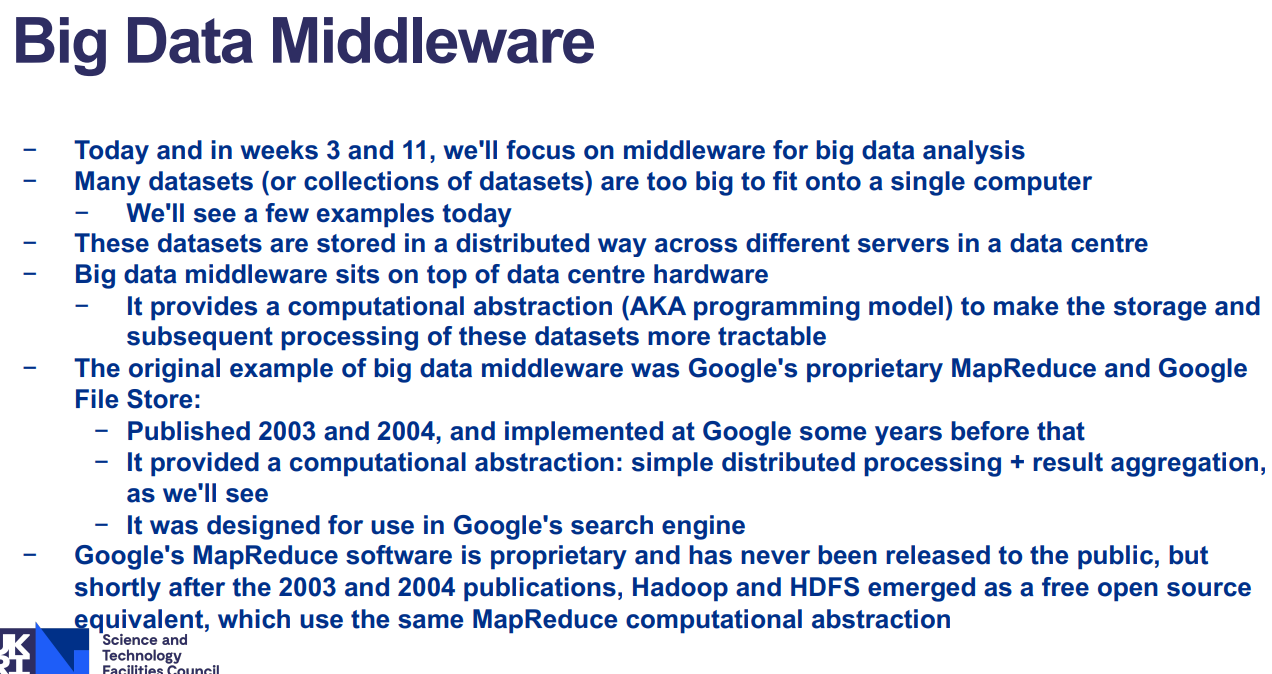 Big Data Middleware
− Today and in weeks 3 and 11, we'll focus on middleware for big data analysis
− Many datasets (or collections of datasets) are too big to fit onto a single computer
− We'll see a few examples today
− These datasets are stored in a distributed way across different servers in a data centre
− Big data middleware sits on top of data centre hardware
− It provides a computational abstraction (AKA programming model) to make the storage and
subsequent processing of these datasets more tractable
− The original example of big data middleware was Google's proprietary MapReduce and Google
File Store:
− Published 2003 and 2004, and implemented at Google some years before that
− It provided a computational abstraction: simple distributed processing + result aggregation,
as we'll see
− It was designed for use in Google's search engine
− Google's MapReduce software is proprietary and has never been released to the public, but
shortly after the 2003 and 2004 publications, Hadoop and HDFS emerged as a free open source
equivalent, which use the same MapReduce computational abstraction
Science and
Technology
Facilities Council